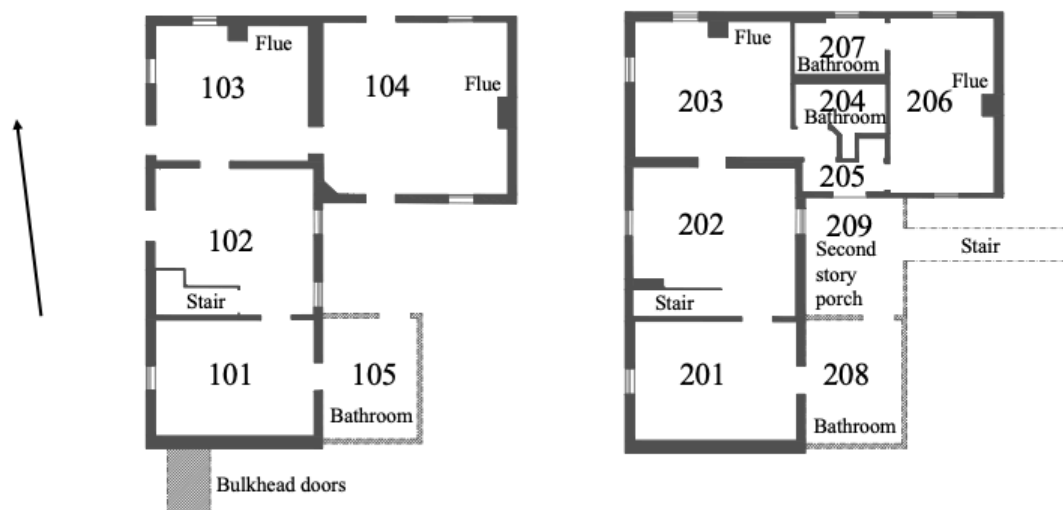 Flue
103
104
Flue
102
Stair
101
105
Bathroom
Bulkhead doors
207
Flue
Bathroom
203
204
Flue
206
Bathroom
205
202
209
Second
story
porch
Stair
Stair
201
208
Bathroom